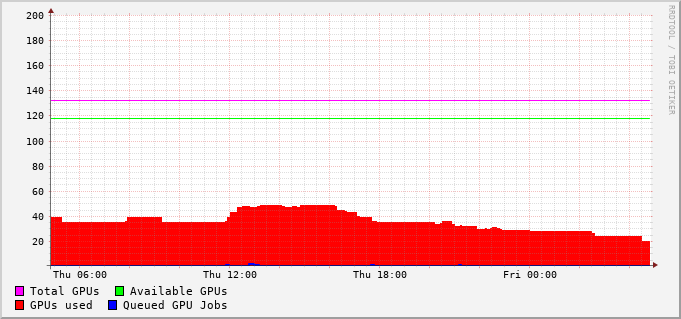 RRDTOOL / TOBI OETIKER
200
180
160
140
120
100
80
60
40
20
Thu 06:00 Thu 12:00 Thu 18:00 Fri 00:00
Total GPUs Available GPUs
GPUs used Queued GPU Jobs